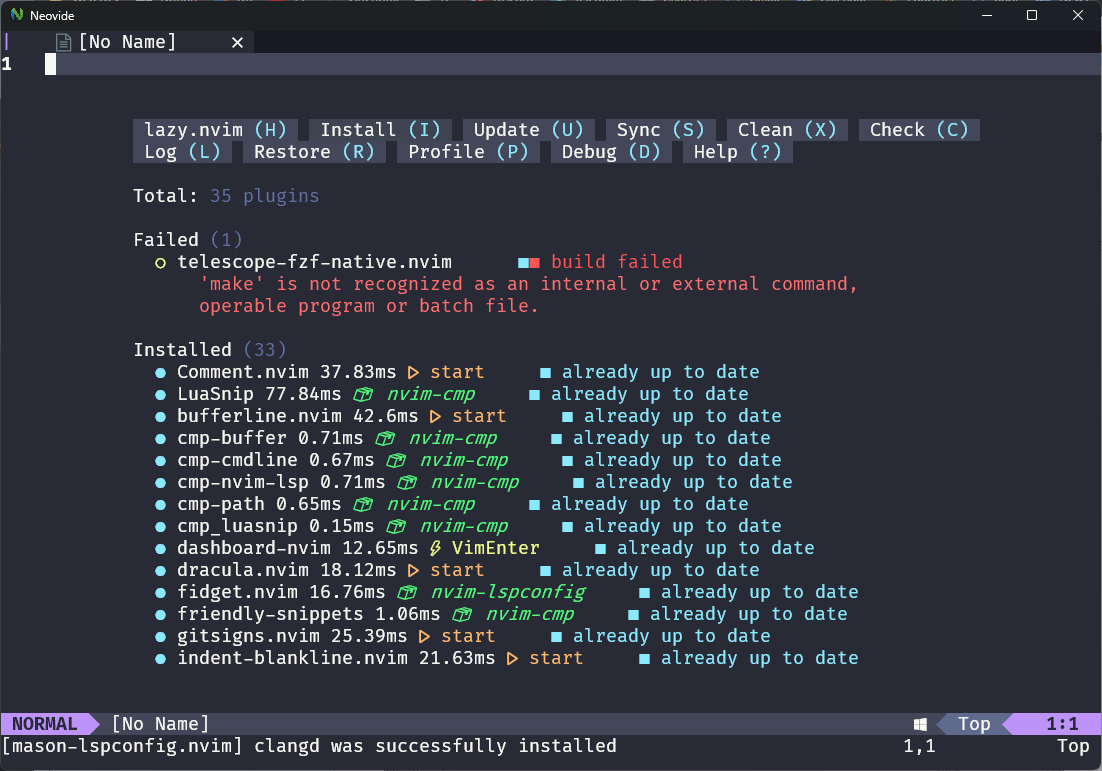 Neovide
[No Name]
1
lazy.nvim (H) Install (I) Update (U) Sync (S) Clean (X) Check (C)
Log (L) Restore (R) Profile (P) Debug (D) Help (?)
Total: 35 plugins
Failed (1)
telescope-fzf-native.nvim build failed
'make' is not recognized as an internal or external command,
operable program or batch file.
Installed (33)
Comment.nvim 37.83ms start already up to date
LuaSnip 77.84ms nvim-cmp already up to date
bufferline.nvim 42.6ms start already up to date
cmp-buffer 0.71ms nvim-cmp already up to date
cmp-cmdline 0.67ms nvim-cmp already up to date
cmp-nvim-lsp 0.71ms nvim-cmp already up to date
cmp-path 0.65ms nvim-cmp already up to date
cmp_luasnip 0.15ms nvim-cmp already up to date
dashboard-nvim 12.65ms VimEnter already up to date
dracula.nvim 18.12ms start already up to date
fidget.nvim 16.76ms nvim-lspconfig already up to date
friendly-snippets 1.06ms nvim-cmp already up to date
gitsigns.nvim 25.39ms start already up to date
indent-blankline.nvim 21.63ms start already up to date
NORMAL [No Name] Top 1:1
[mason-lspconfig.nvim] clangd was successfully installed 1,1 Top